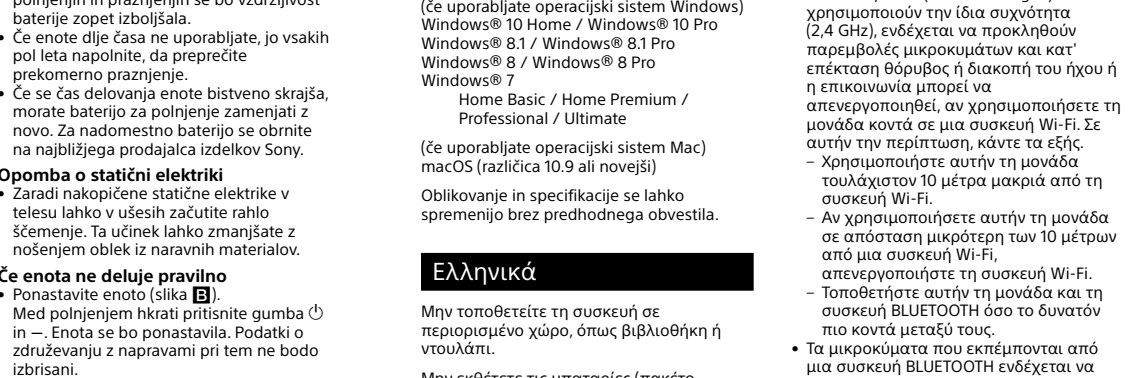 polnjenjih in praznjenjih se bo vzdržljivost
baterije zopet izboljšala.
• Če enote dlje časa ne uporabljate, jo vsakih
pol leta napolnite, da preprečite
prekomerno praznjenje.
• Če se čas delovanja enote bistveno skrajša,
morate baterijo za polnjenje zamenjati z
novo. Za nadomestno baterijo se obrnite
na najbližjega prodajalca izdelkov Sony.
Opomba o statični elektriki
• Zaradi nakopičene statične elektrike v
telesu lahko v ušesih začutite rahlo
ščemenje. Ta učinek lahko zmanjšate z
nošenjem oblek iz naravnih materialov.
Če enota ne deluje pravilno
• Ponastavite enoto (slika B).
Med polnjenjem hkrati pritisnite gumba ⏻
in −. Enota se bo ponastavila. Podatki o
združevanju z napravami pri tem ne bodo
izbrisani.
(če uporabljate operacijski sistem Windows)
Windows® 10 Home / Windows® 10 Pro
Windows® 8.1 / Windows® 8.1 Pro
Windows® 8 / Windows® 8 Pro
Windows® 7
Home Basic / Home Premium /
Professional / Ultimate
(če uporabljate operacijski sistem Mac)
macOS (različica 10.9 ali novejši)
Oblikovanje in specifikacije se lahko
spremenijo brez predhodnega obvestila.
Ελληνικά
Μην τοποθετείτε τη συσκευή σε
περιορισμένο χώρο, όπως βιβλιοθήκη ή
ντουλάπι.
Μην εκθέτετε τις μπαταρίες (πακέτο
χρησιμοποιούν την ίδια συχνότητα
(2,4 GHz), ενδέχεται να προκληθούν
παρεμβολές μικροκυμάτων και κατ'
επέκταση θόρυβος ή διακοπή του ήχου ή
η επικοινωνία μπορεί να
απενεργοποιηθεί, αν χρησιμοποιήσετε τη
μονάδα κοντά σε μια συσκευή Wi-Fi. Σε
αυτήν την περίπτωση, κάντε τα εξής.
– Χρησιμοποιήστε αυτήν τη μονάδα
τουλάχιστον 10 μέτρα μακριά από τη
συσκευή Wi-Fi.
– Αν χρησιμοποιήσετε αυτήν τη μονάδα
σε απόσταση μικρότερη των 10 μέτρων
από μια συσκευή Wi-Fi,
απενεργοποιήστε τη συσκευή Wi-Fi.
– Τοποθετήστε αυτήν τη μονάδα και τη
συσκευή BLUETOOTH όσο το δυνατόν
πιο κοντά μεταξύ τους.
• Τα μικροκύματα που εκπέμπονται από
μια συσκευή BLUETOOTH ενδέχεται να